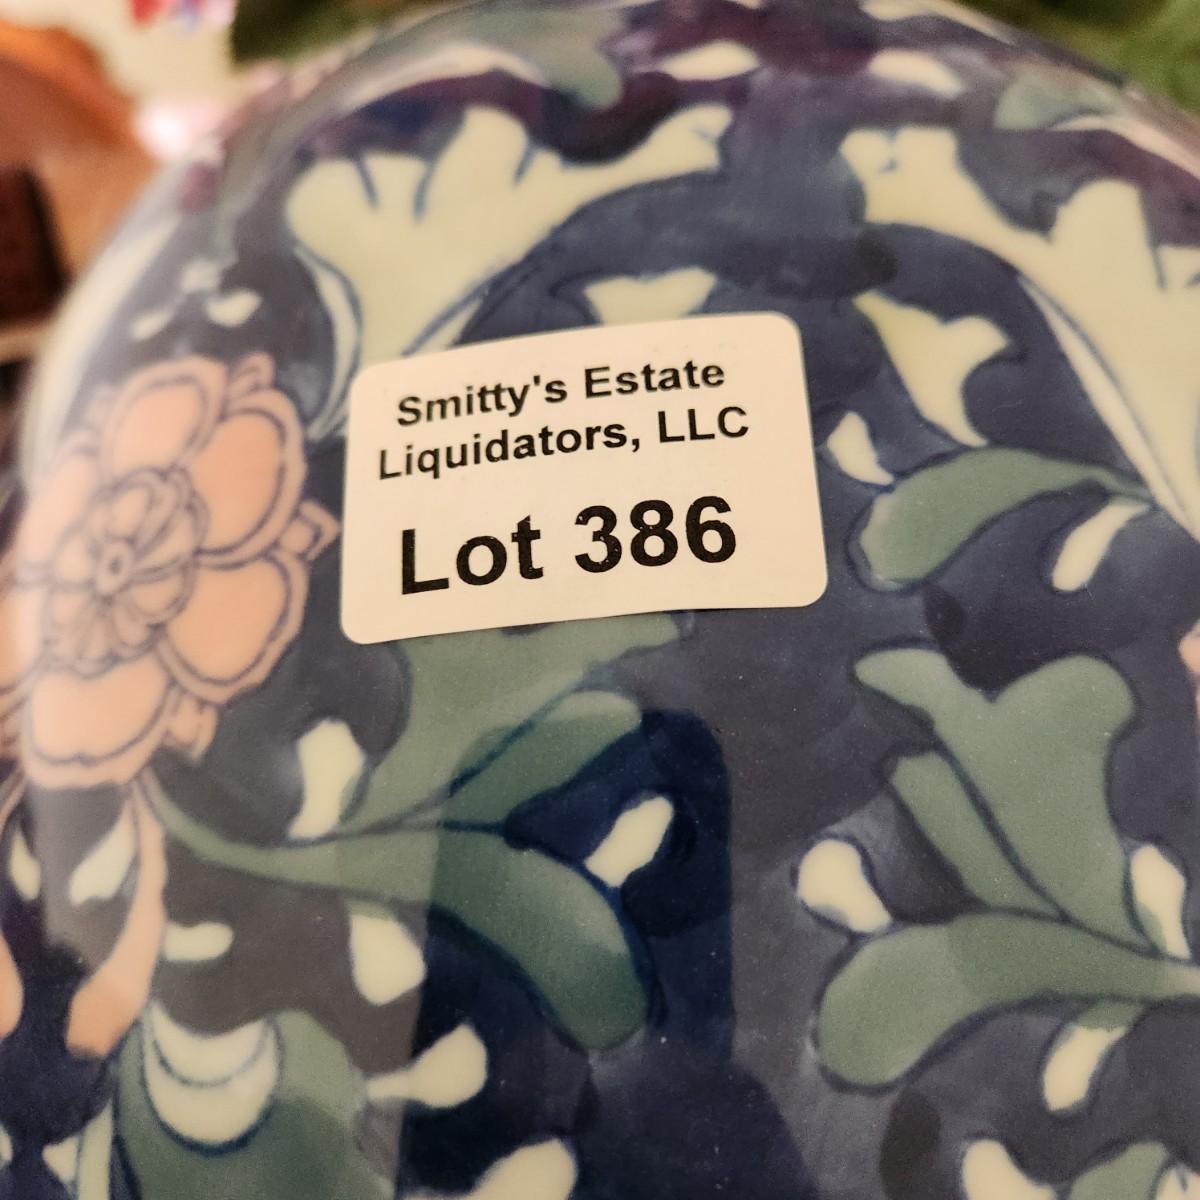 Smitty's Estate
Liquidators, LLC
Lot 386